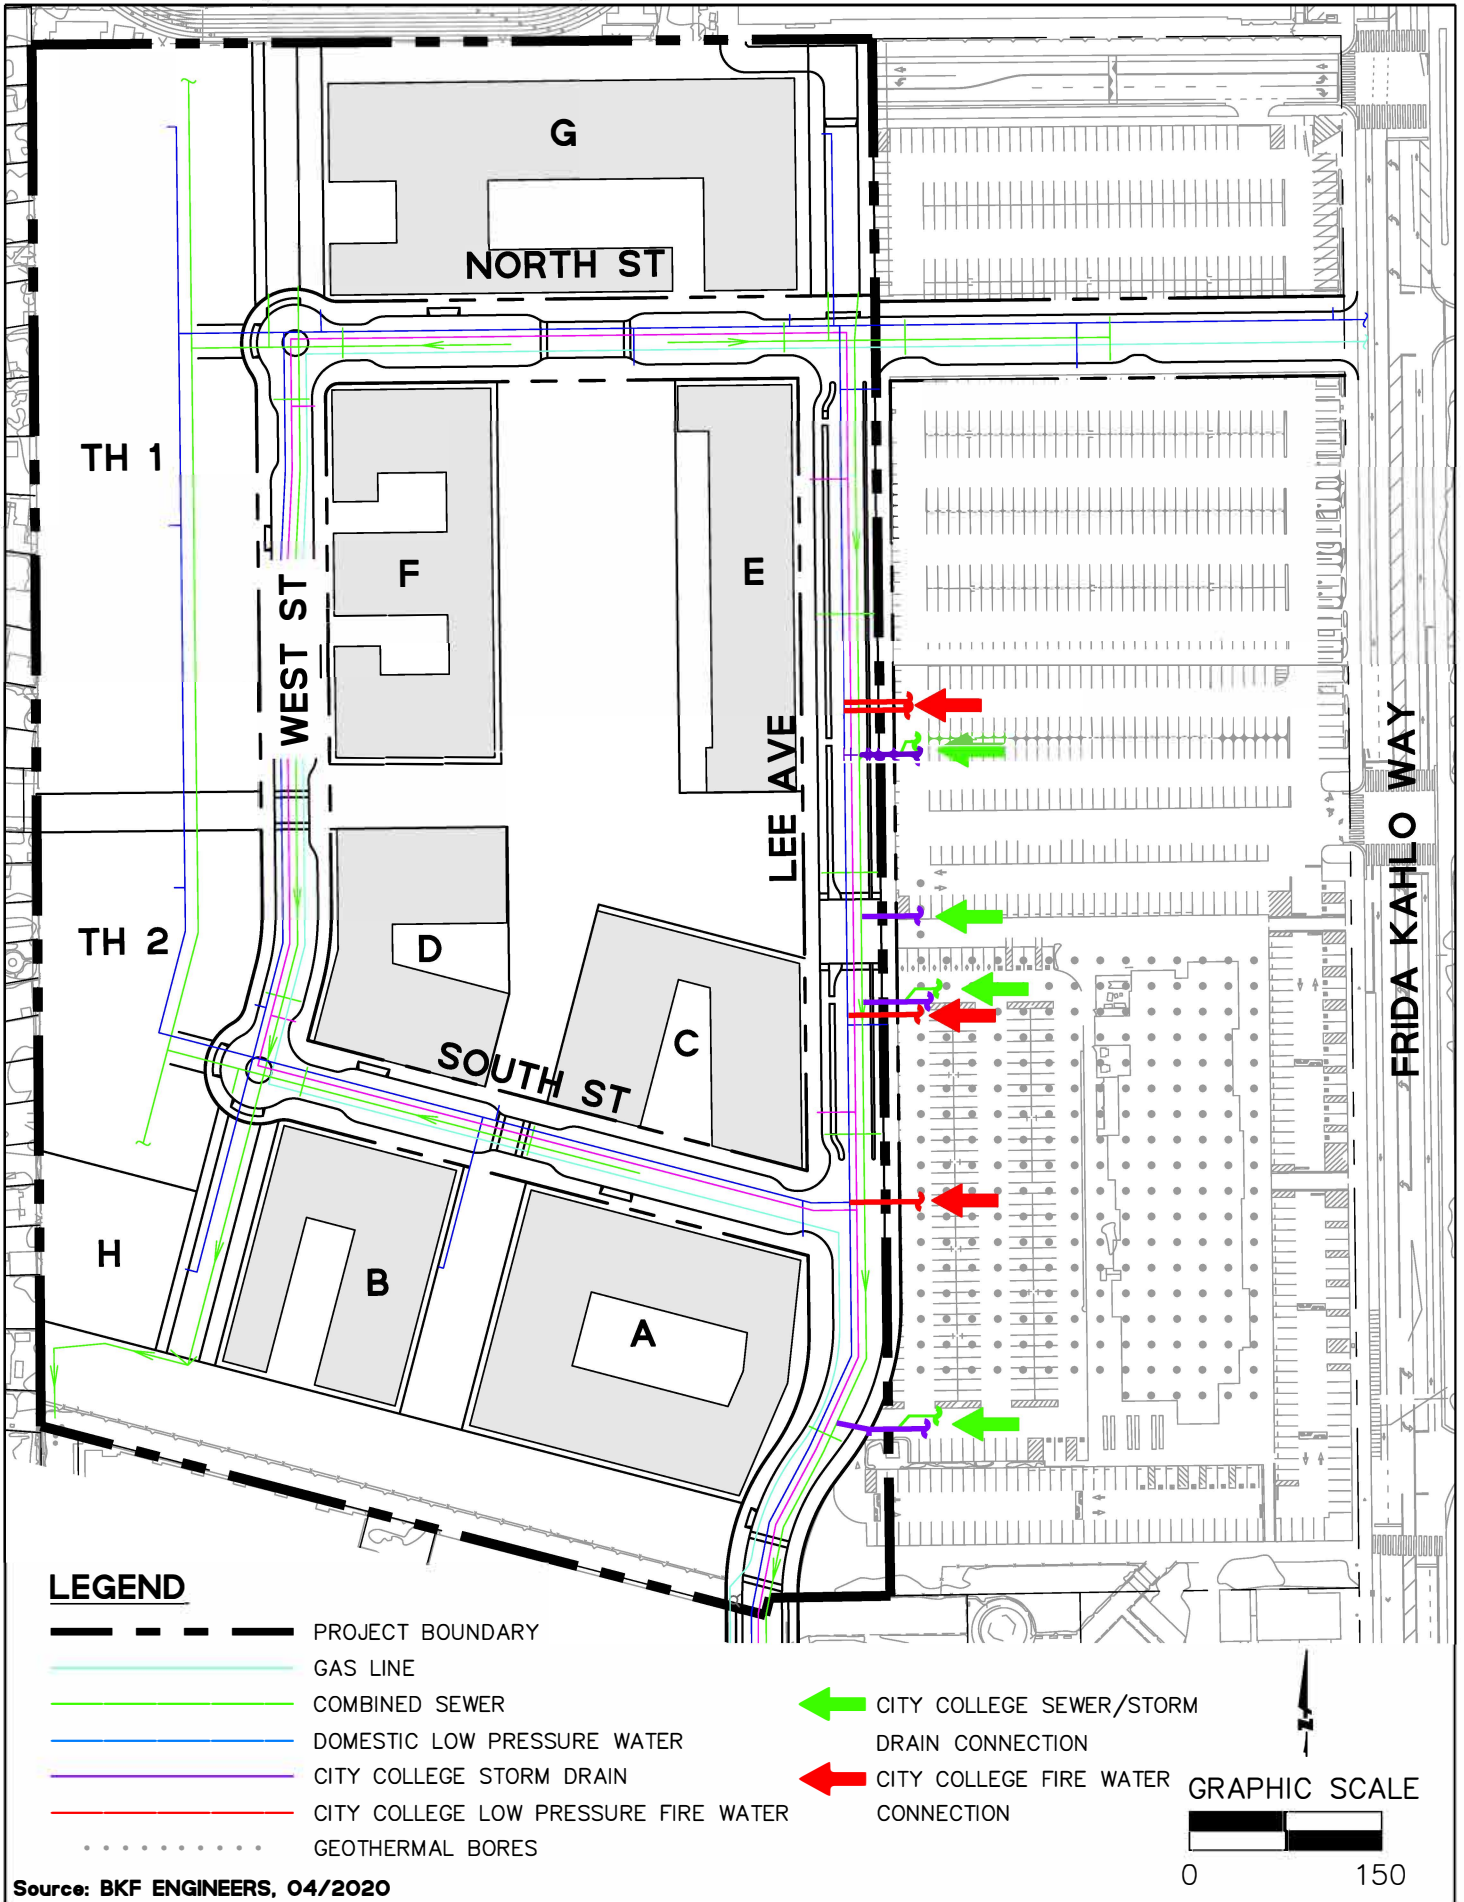 G
NORTH ST
TH 1
F
E
WEST ST
LEE AVE
FRIDA KAHLO WAY
TH 2
D
C
SOUTH ST
H
B
A
LEGEND
PROJECT BOUNDARY
GAS LINE
COMBINED SEWER
DOMESTIC LOW PRESSURE WATER
CITY COLLEGE STORM DRAIN
CITY COLLEGE LOW PRESSURE FIRE WATER
GEOTHERMAL BORES
CITY COLLEGE SEWER/STORM
DRAIN CONNECTION
CITY COLLEGE FIRE WATER
CONNECTION
N
GRAPHIC SCALE
0 150
Source: BKF ENGINEERS, 04/2020